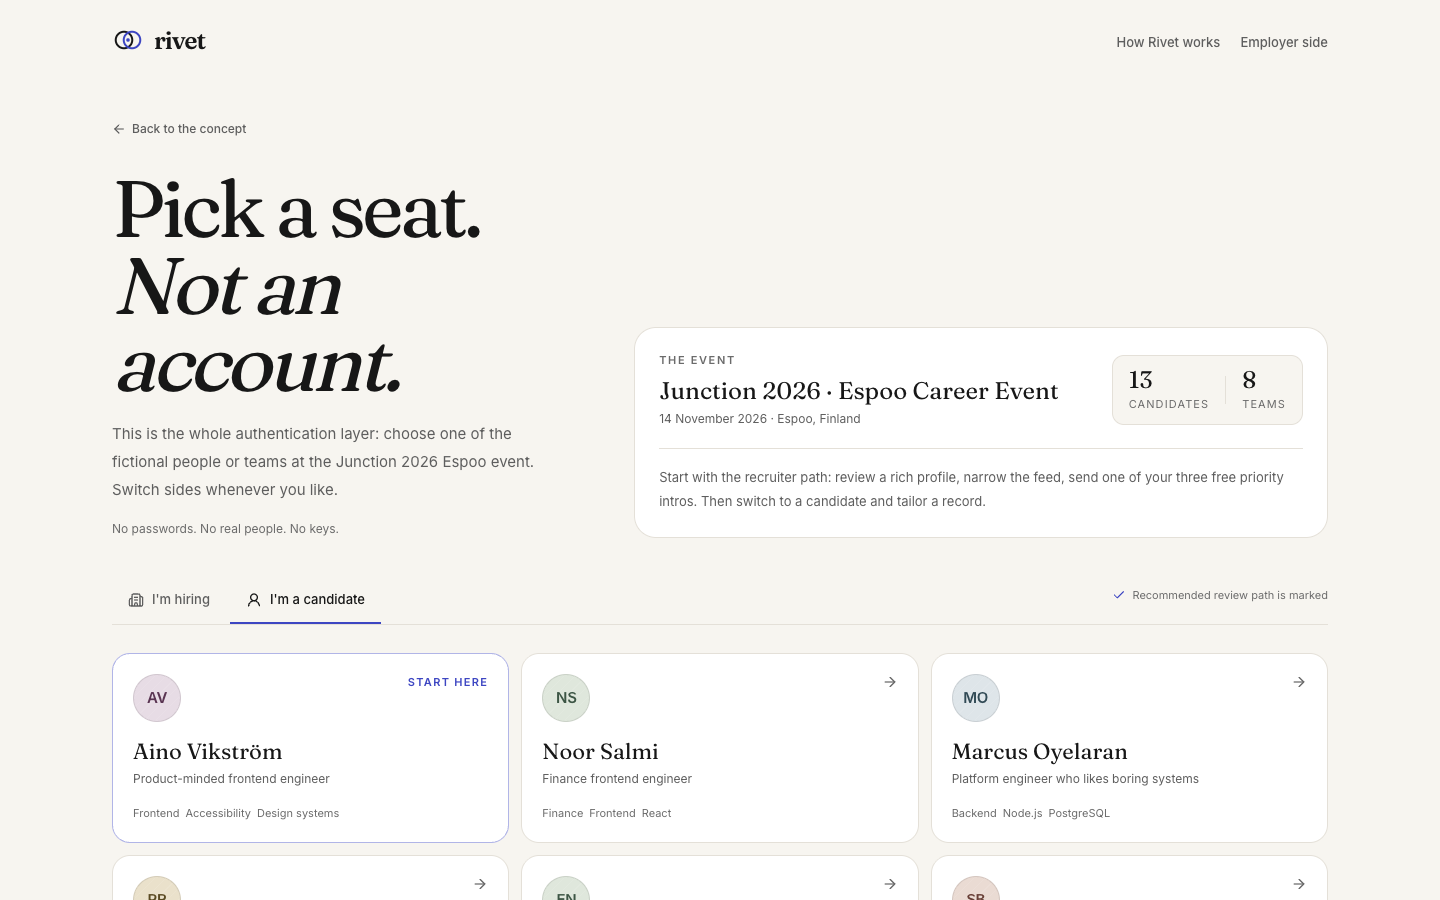 rivet
How Rivet works
Employer side
Back to the concept
Pick a seat.
Not an
account.
This is the whole authentication layer: choose one of the
fictional people or teams at the Junction 2026 Espoo event.
Switch sides whenever you like.
No passwords. No real people. No keys.
THE EVENT
Junction 2026 · Espoo Career Event
14 November 2026 · Espoo, Finland
13
CANDIDATES
8
TEAMS
Start with the recruiter path: review a rich profile, narrow the feed, send one of your three free priority
intros. Then switch to a candidate and tailor a record.
I'm hiring
I'm a candidate
Recommended review path is marked
AV
START HERE
Aino Vikström
Product-minded frontend engineer
Frontend Accessibility Design systems
NS
Noor Salmi
Finance frontend engineer
Finance Frontend React
MO
Marcus Oyelaran
Platform engineer who likes boring systems
Backend Node.js PostgreSQL